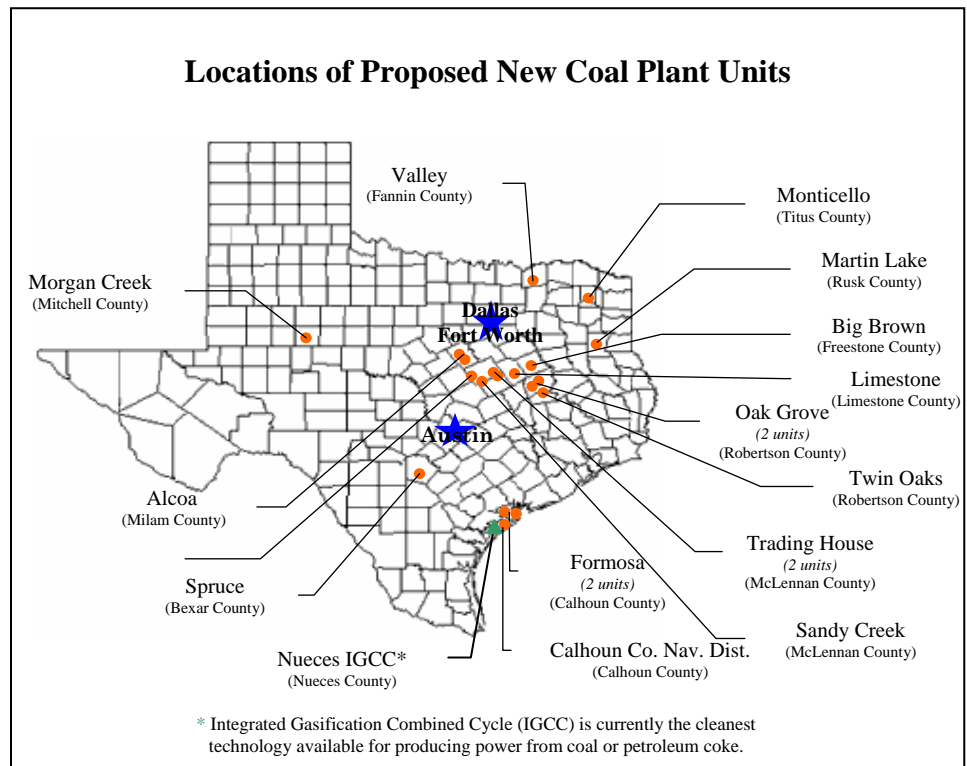 Locations of Proposed New Coal Plant Units
Valley
(Fannin County)
Monticello
(Titus County)
Morgan Creek
(Mitchell County)
Martin Lake
(Rusk County)
Dallas
Fort Worth
Big Brown
(Freestone County)
Limestone
(Limestone County)
Oak Grove
(2 units)
(Robertson County)
Austin
Twin Oaks
(Robertson County)
Alcoa
(Milam County)
Trading House
(2 units)
(McLennan County)
Formosa
(2 units)
(Calhoun County)
Spruce
(Bexar County)
Sandy Creek
(McLennan County)
Calhoun Co. Nav. Dist.
(Calhoun County)
Nueces IGCC*
(Nueces County)
* Integrated Gasification Combined Cycle (IGCC) is currently the cleanest
technology available for producing power from coal or petroleum coke.